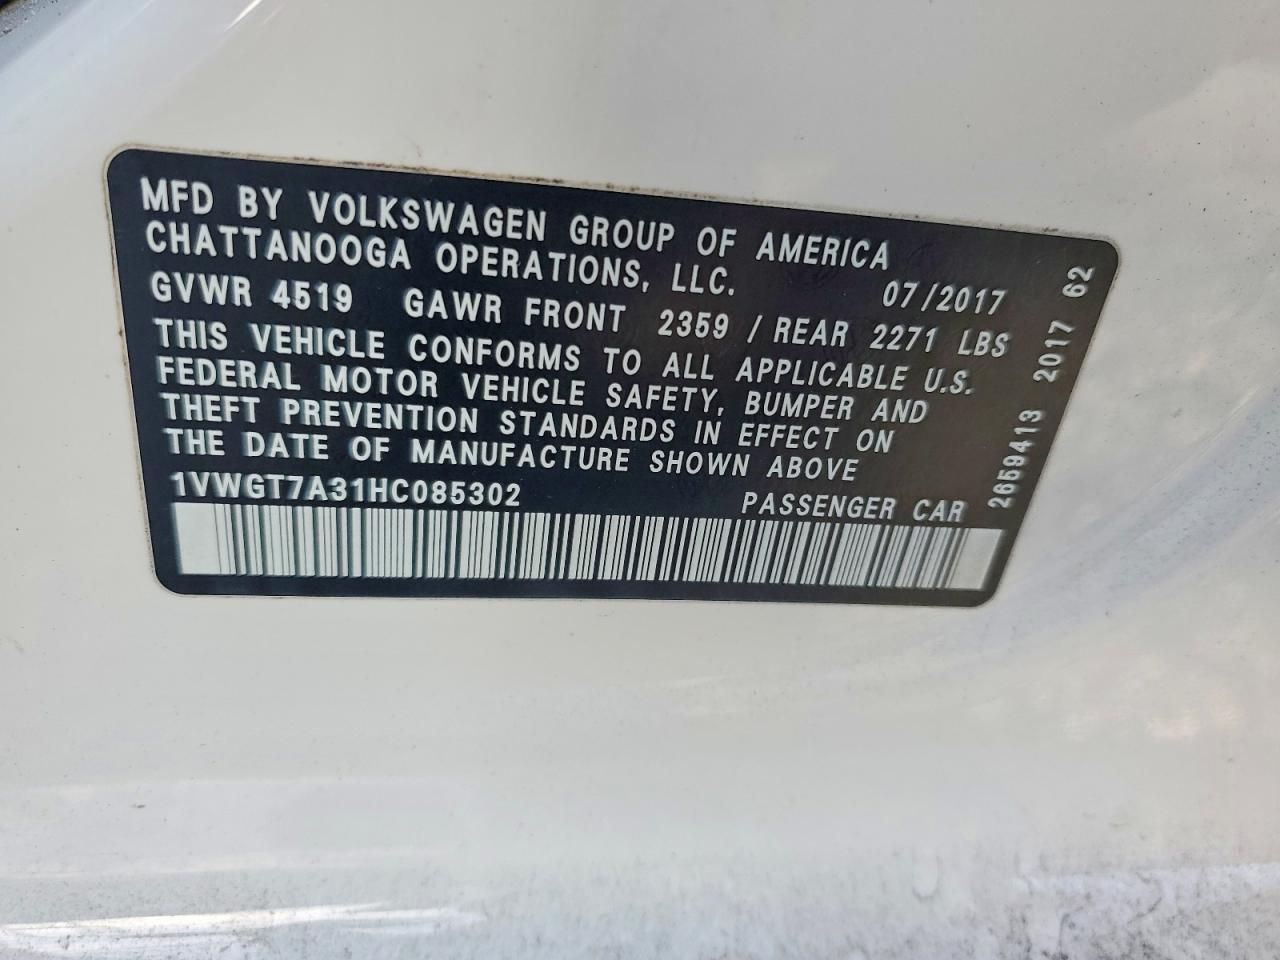 MFD BY VOLKSWAGEN GROUP OF AMERICA
CHATTANOOGA OPERATIONS, LLC.
07/2017
GVWR 4519 GAWR FRONT 2359 / REAR 2271 LBS
THIS VEHICLE CONFORMS TO ALL APPLICABLE U.S.
FEDERAL MOTOR VEHICLE SAFETY, BUMPER AND
THEFT PREVENTION STANDARDS IN EFFECT ON
THE DATE OF MANUFACTURE SHOWN ABOVE
1VWGT7A31HC085302 PASSENGER CAR
2659413 2017 62